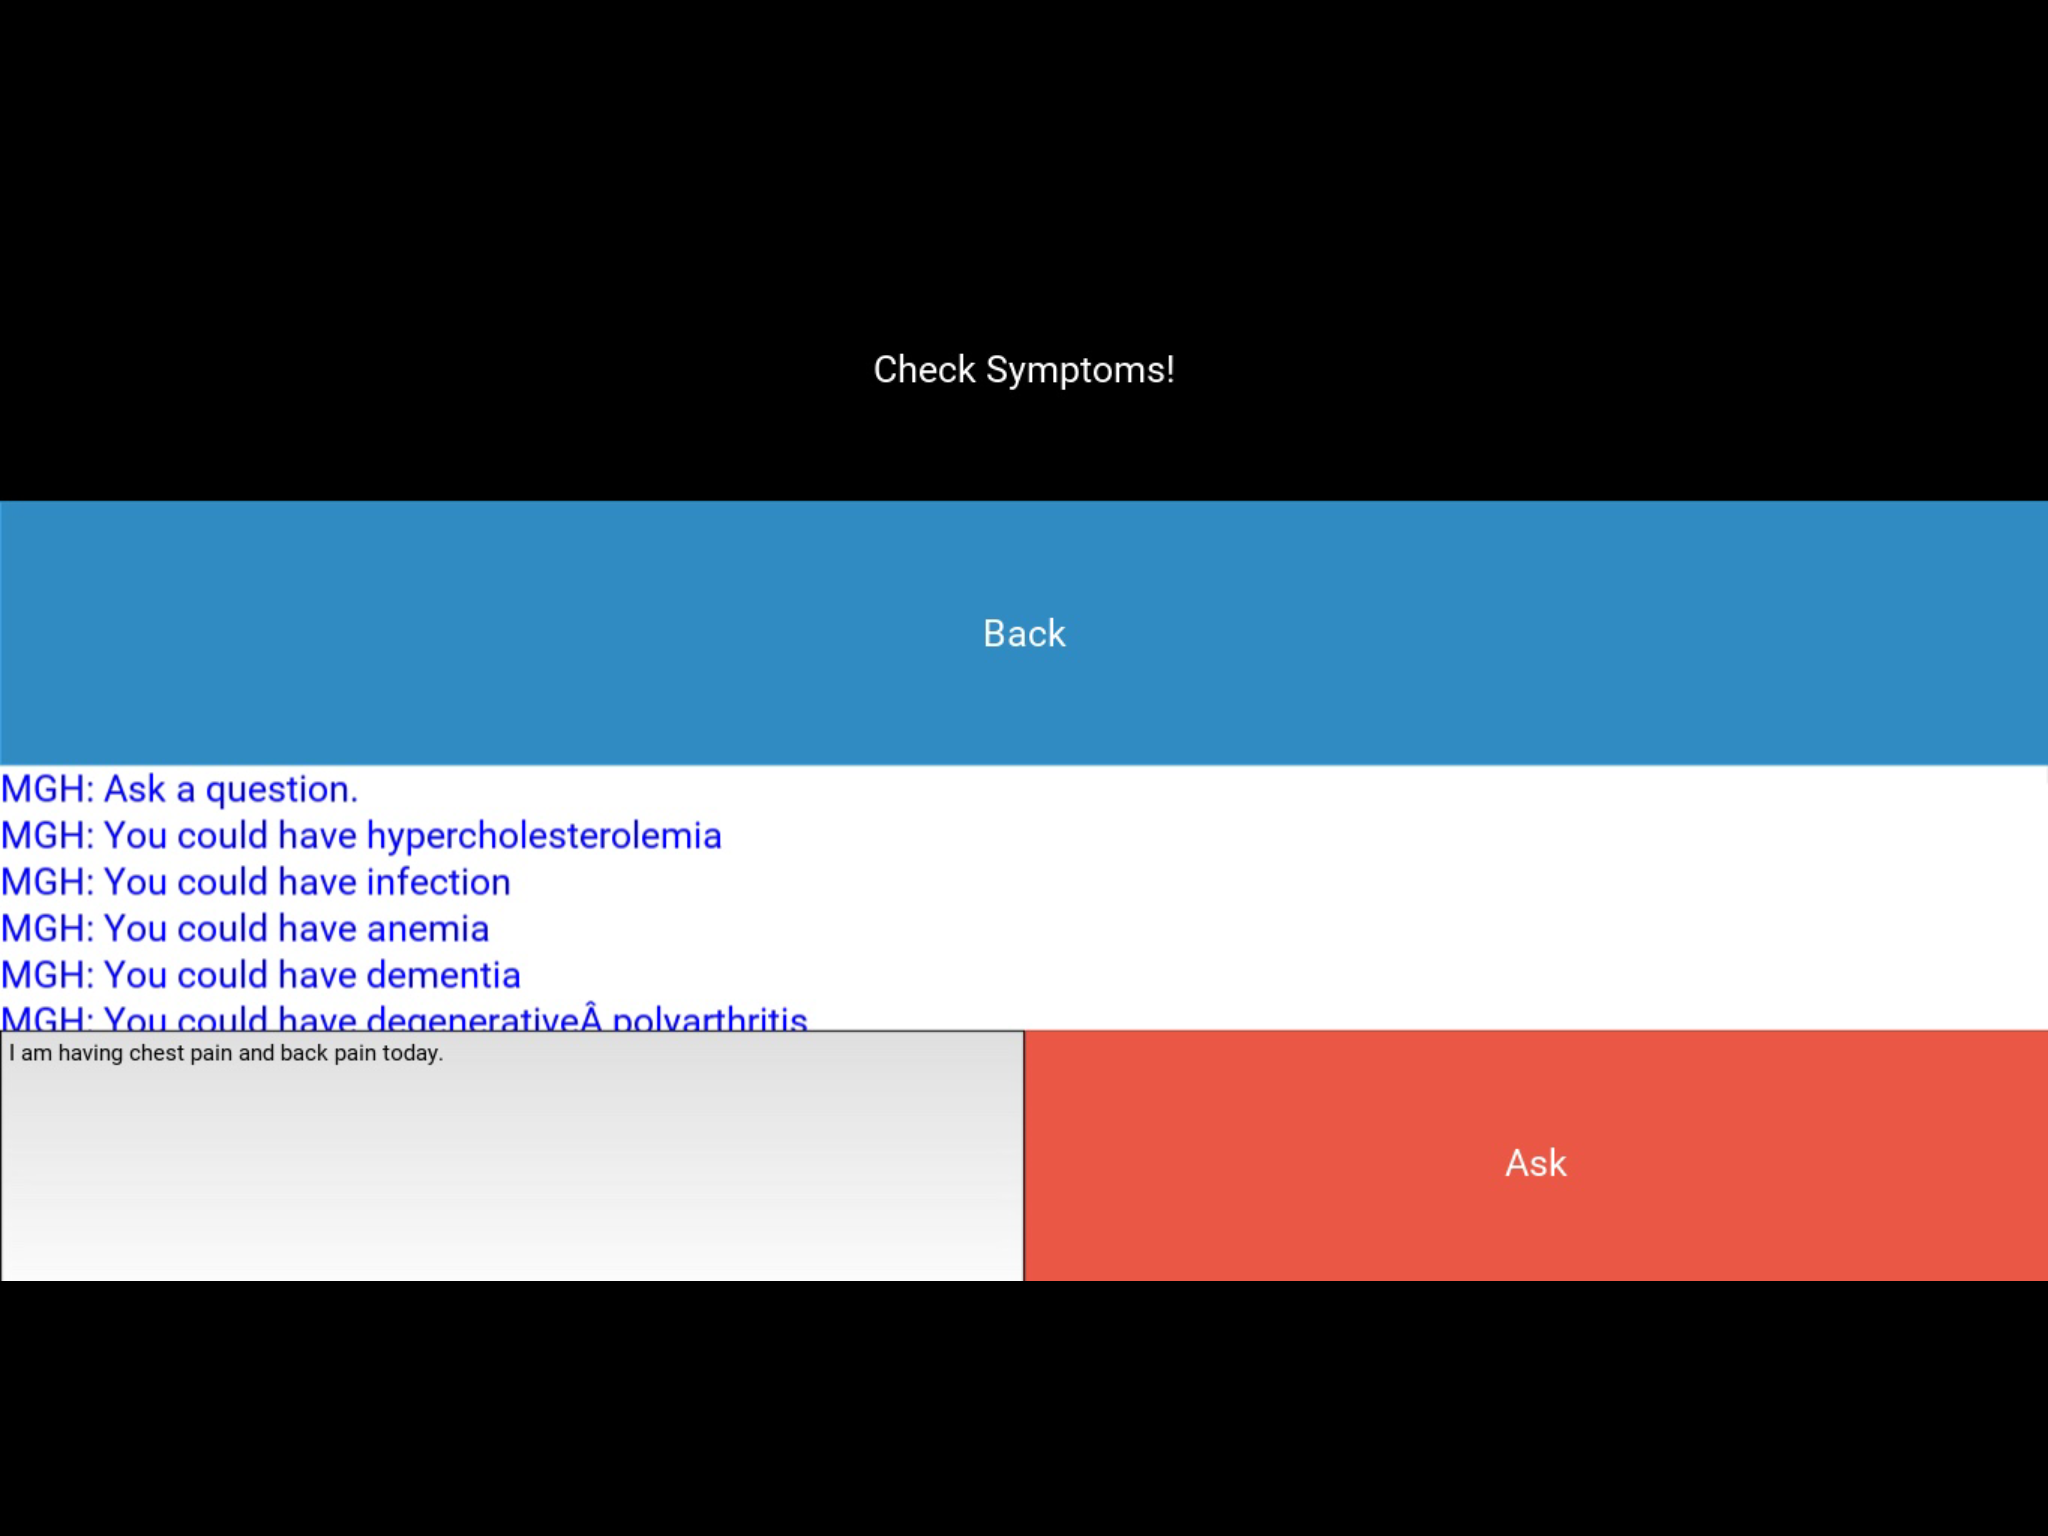 Check Symptoms!
Back
MGH: Ask a question.
MGH: You could have hypercholesterolemia
MGH: You could have infection
MGH: You could have anemia
MGH: You could have dementia
MGH: You could have degenerativeÂ polyarthritis
I am having chest pain and back pain today.
Ask